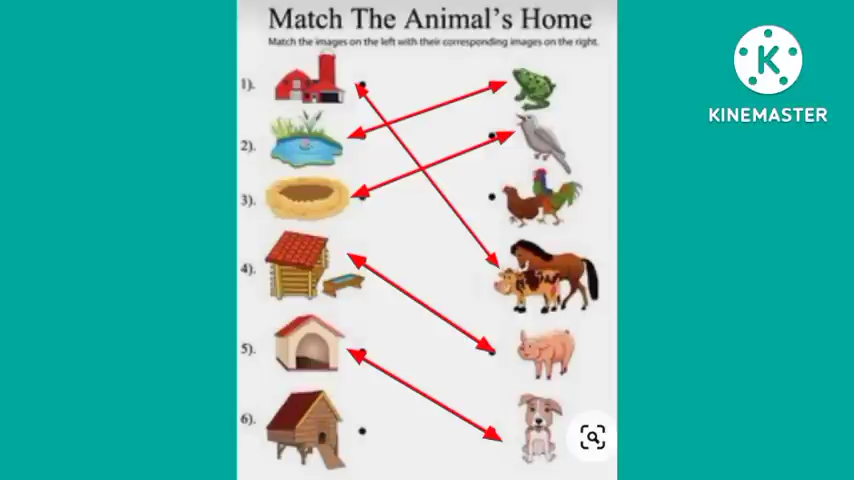 Match The Animal's Home
Match the images on the left with their corresponding images on the right.
1).
2).
3).
4).
5).
6).
K
KINEMASTER